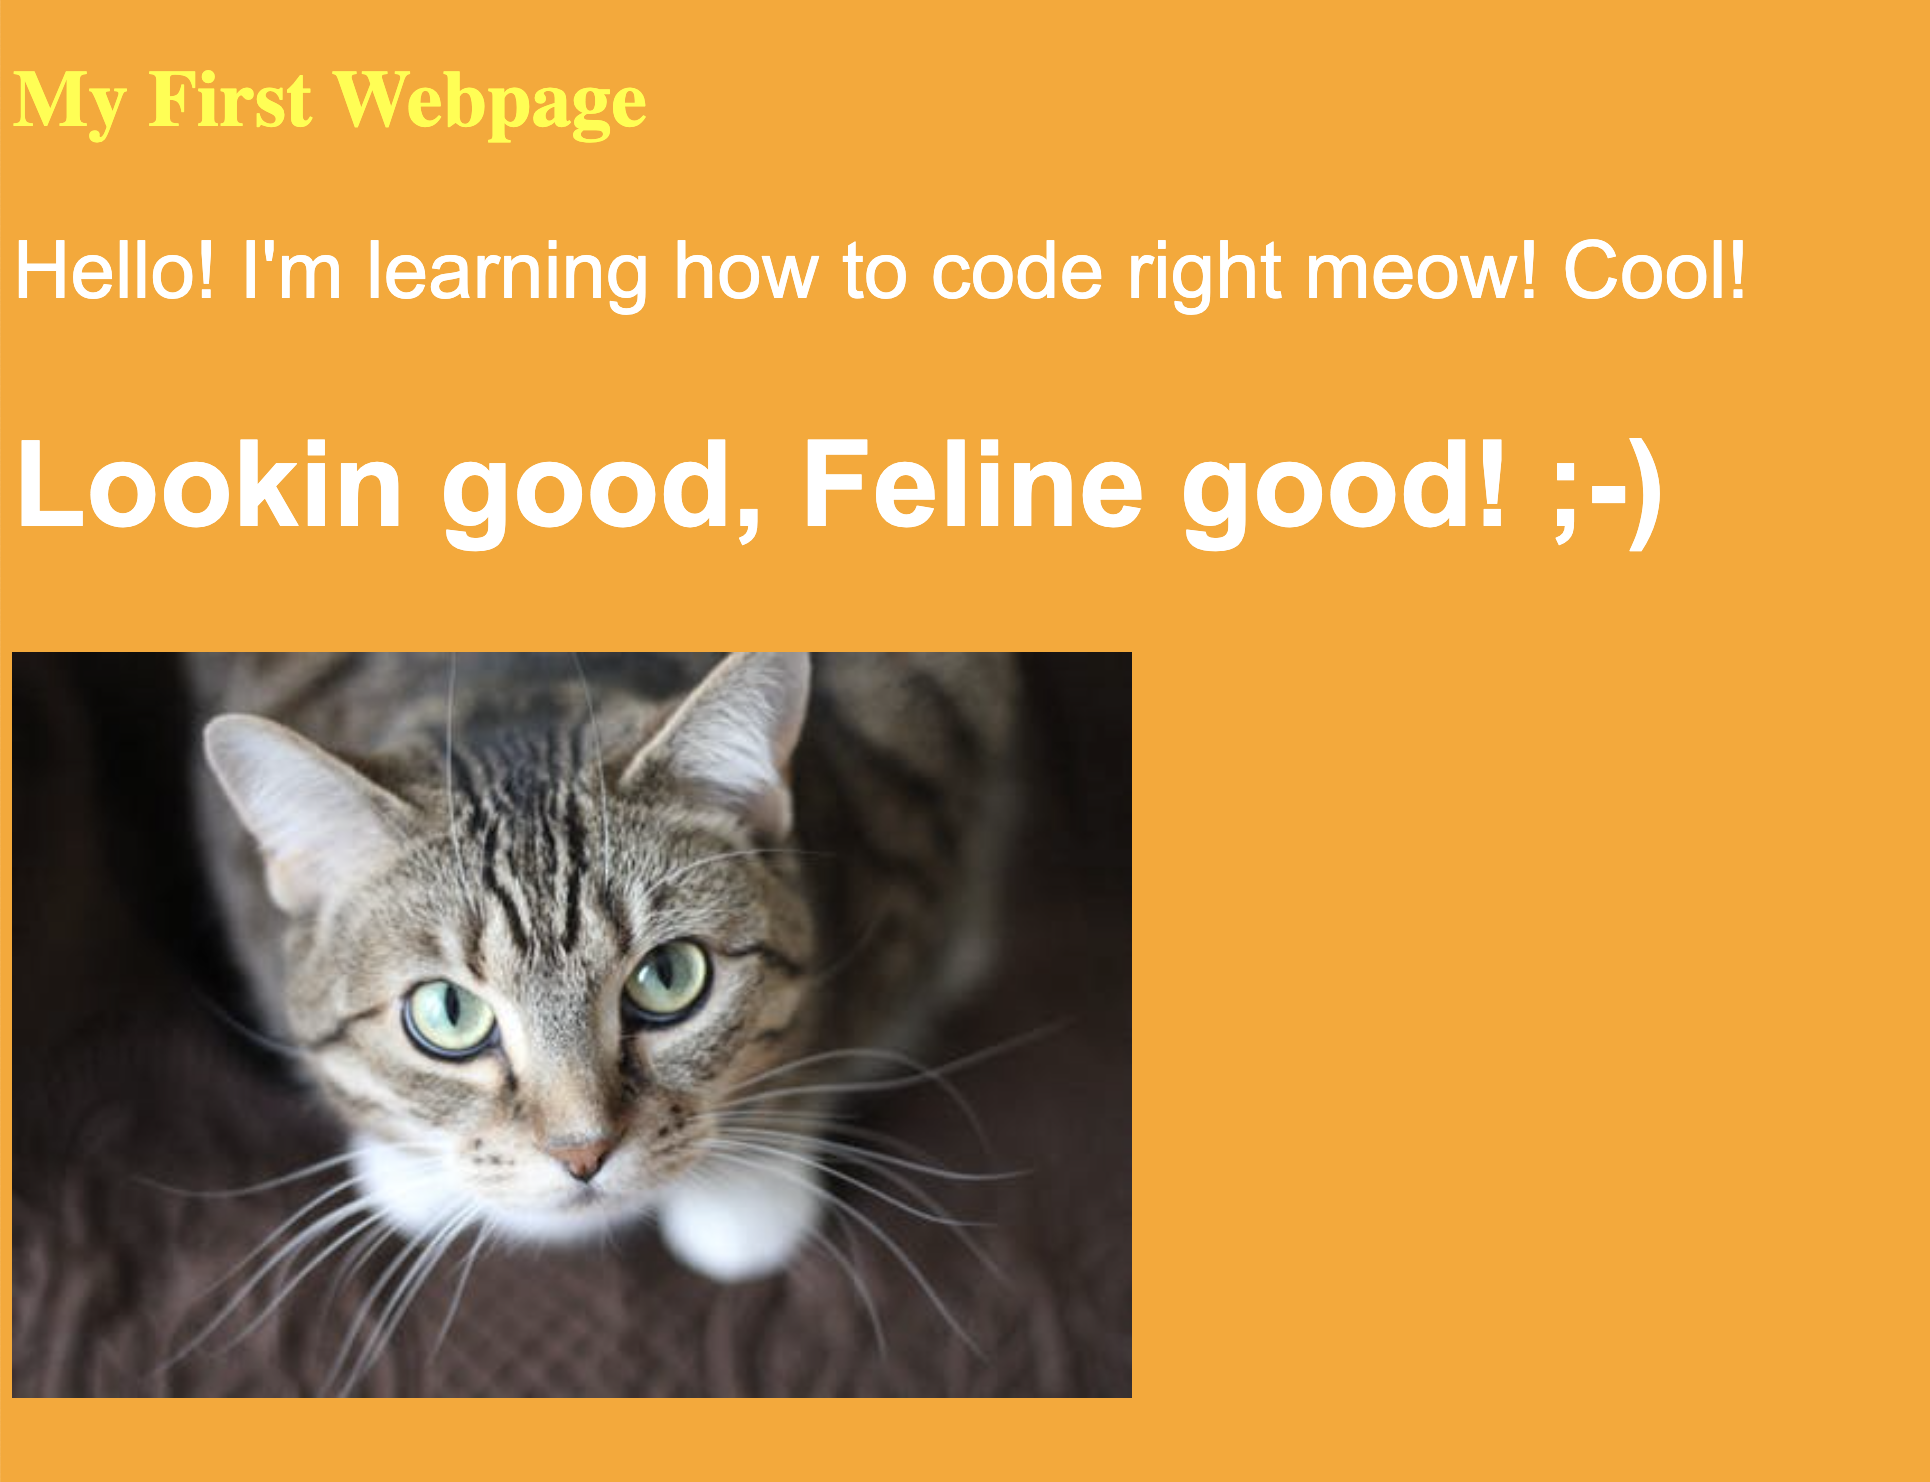 My First Webpage
Hello! I'm learning how to code right meow! Cool!
Lookin good, Feline good! ;-)